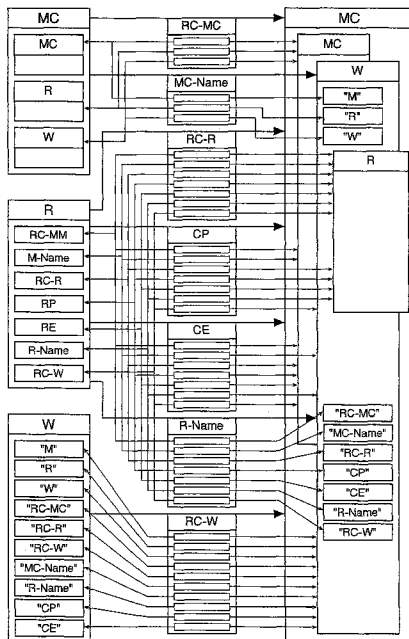 MC
MC
R
W
R
RC-MM
M-Name
RC-R
RP
RE
R-Name
RC-W
W
"M"
"R"
"W"
"RC-MC"
"RC-R"
"RC-W"
"MC-Name"
"R-Name"
"CP"
"CE"
RC-MC
MC-Name
RC-R
CP
CE
R-Name
RC-W
MC
MC
W
"M"
"R"
"W"
R
"RC-MC"
"MC-Name"
"RC-R"
"CP"
"CE"
"R-Name"
"RC-W"